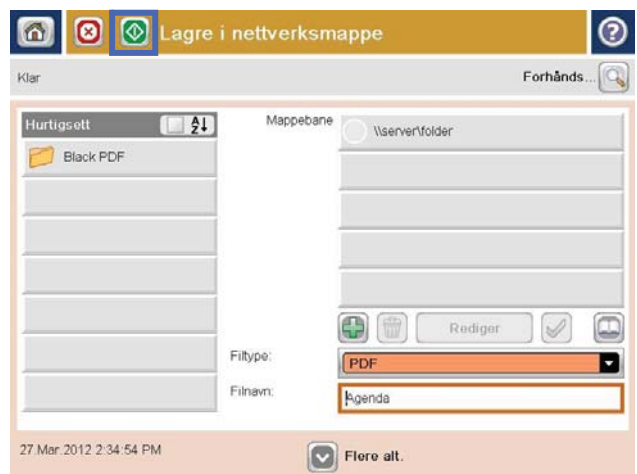 Lagre i nettverksmappe
Klar
Forhånds...
Hurtigsett
AZ
Mappebane
\\server\folder
Black PDF
Rediger
Filtype:
PDF
Filnavn:
Agenda
27.Mar.2012 2:34:54 PM
Flere alt.